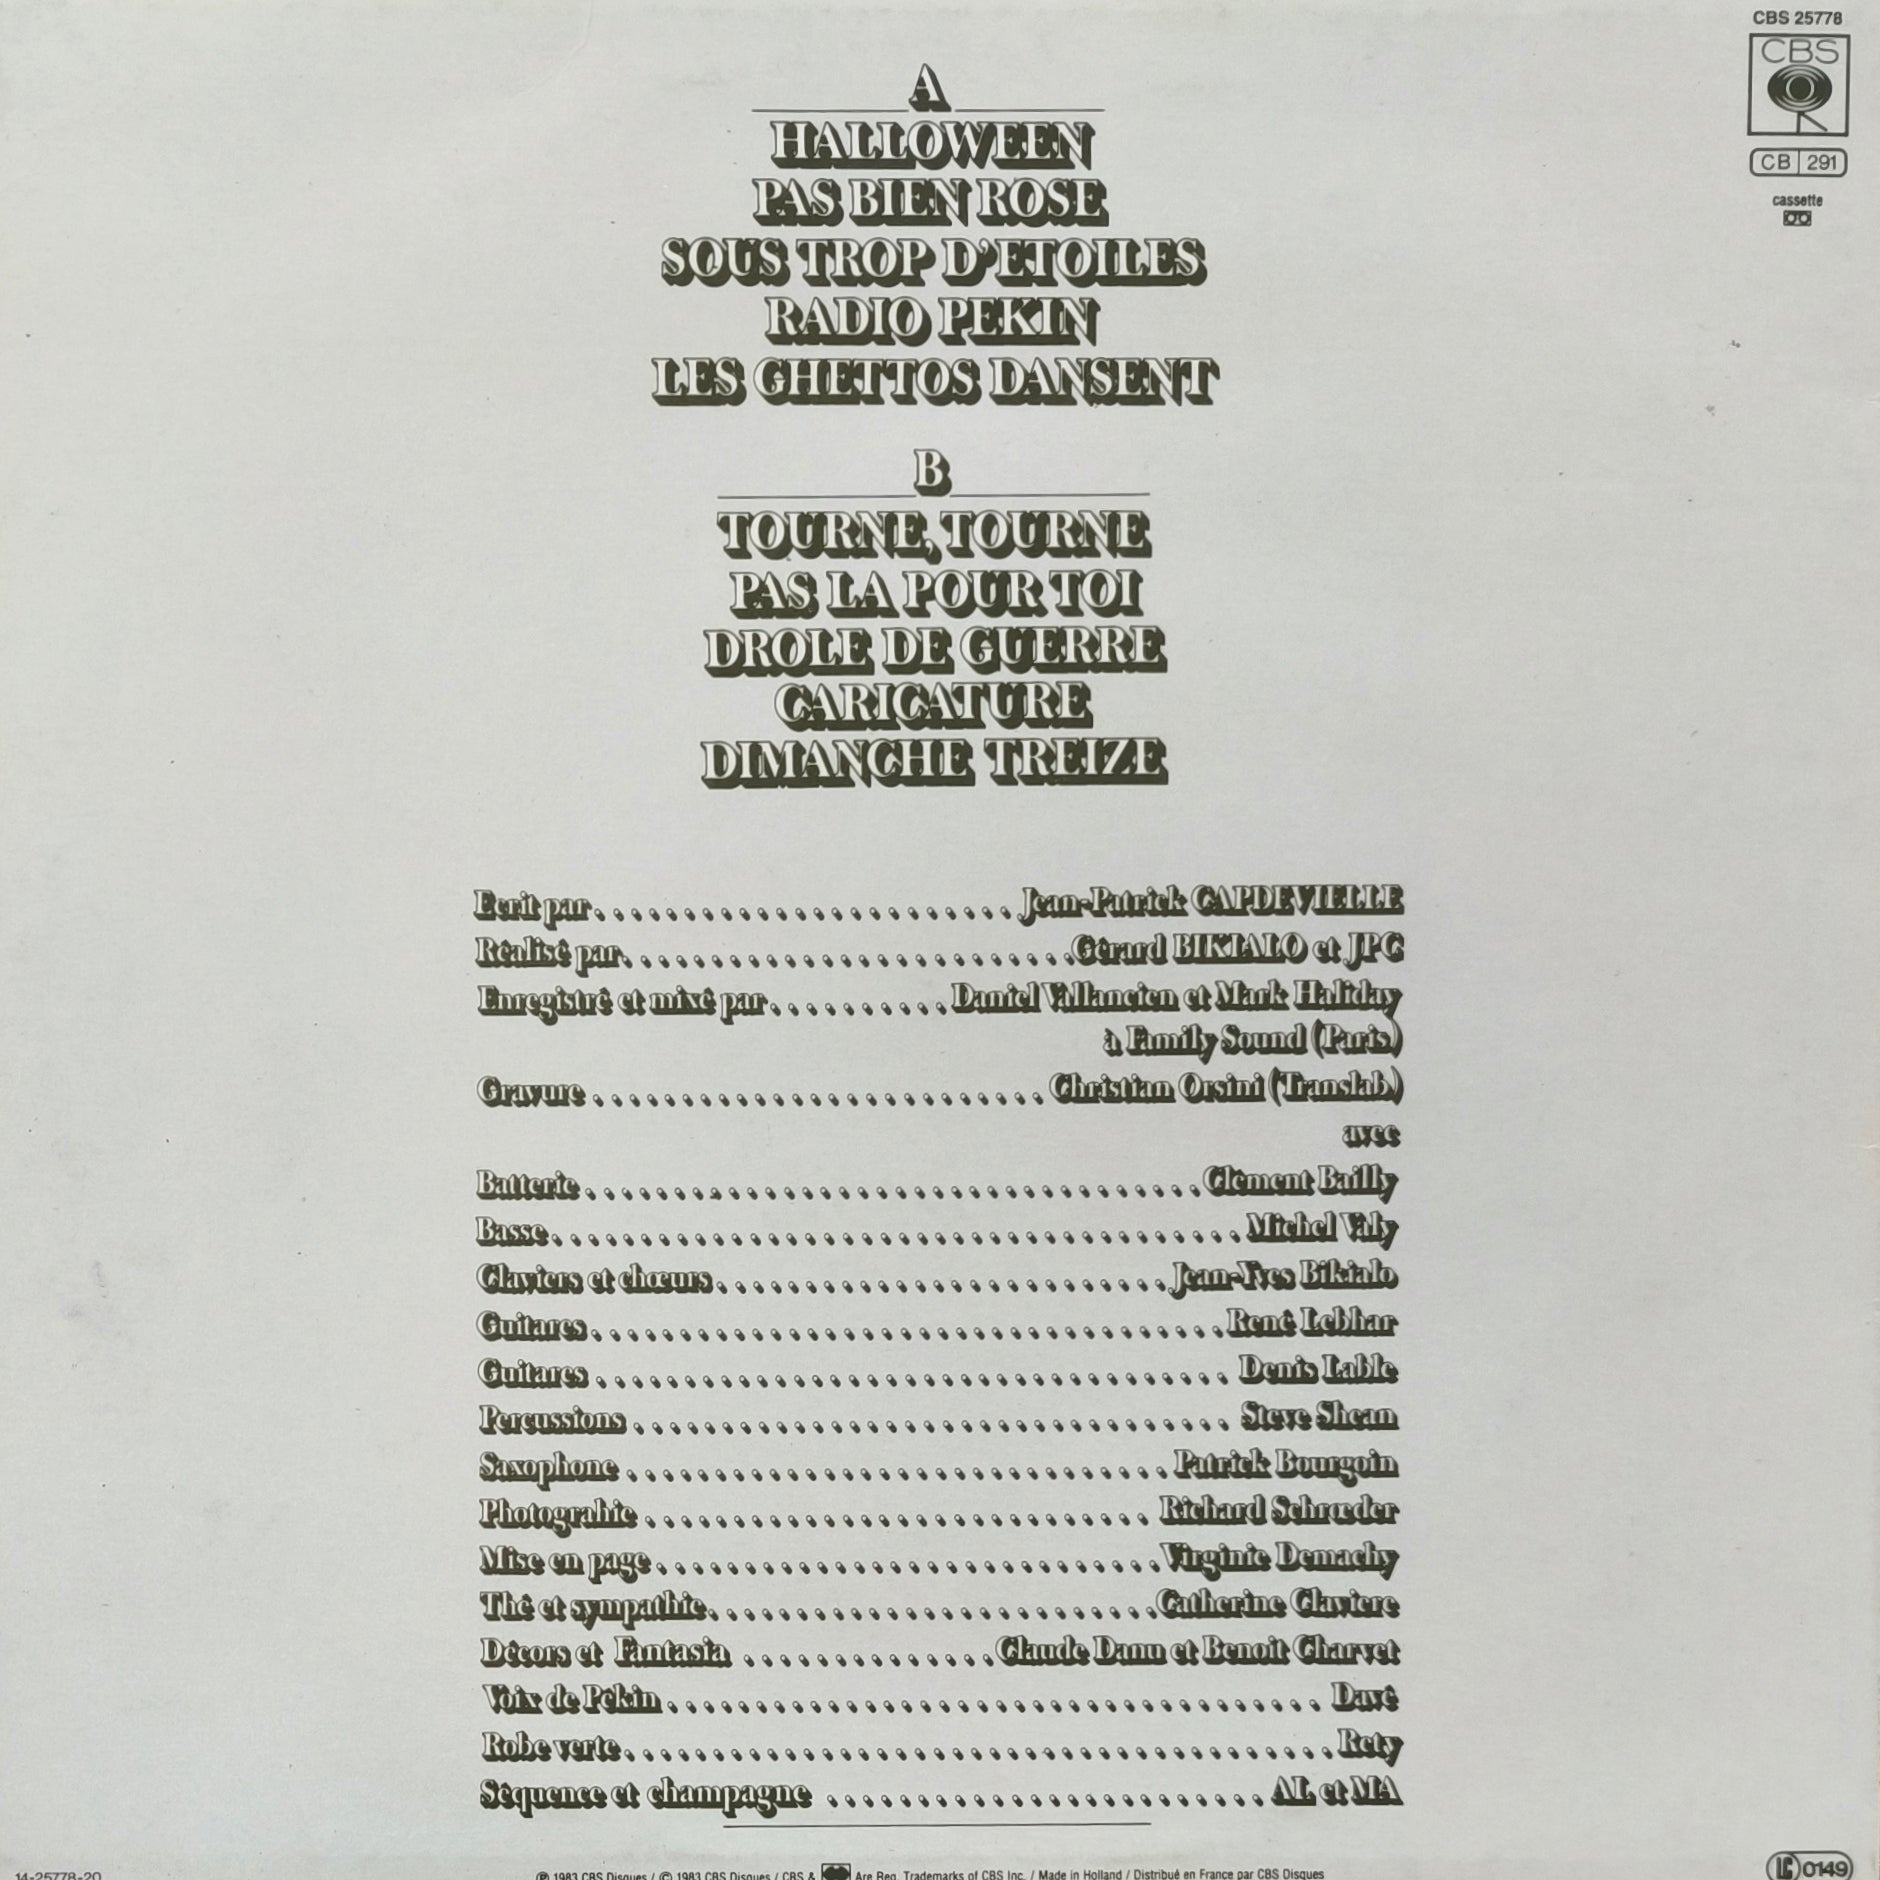 CBS 25778
CBS
CB 291
cassette
A
HALLOWEEN
PAS BIEN ROSE
SOUS TROP D'ETOILES
RADIO PEKIN
LES GHETTOS DANSENT
B
TOURNE, TOURNE
PAS LA POUR TOI
DROLE DE GUERRE
CARICATURE
DIMANCHE TREIZE
Ecrit par........................Jean-Patrick CAPDEVIELLE
Réalisé par..........................Gérard BIKIALO et JPC
Enregistré et mixé par..........Daniel Vallancien et Mark Haliday
à Family Sound (Paris)
Gravure..........................Christian Orsini (Translab)
avec
Batterie...................................Clément Bailly
Basse.......................................Michel Valy
Claviers et chœurs..........................Jean-Yves Bikialo
Guitares....................................René Lebhar
Guitares....................................Denis Lable
Percussions..................................Steve Shean
Saxophone...............................Patrick Bourgoin
Photograhie.............................Richard Schrœder
Mise en page.............................Virginie Demachy
Thé et sympathie..........................Catherine Claviere
Décors et Fantasia..............Claude Danu et Benoit Charvet
Voix de Pékin.....................................Davé
Robe verte........................................Rety
Séquence et champagne.........................AL et MA
14-25778-20
℗ 1983 CBS Disques / © 1983 CBS Disques / CBS & Are Reg. Trademarks of CBS Inc. / Made in Holland / Distribué en France par CBS Disques
LC 0149